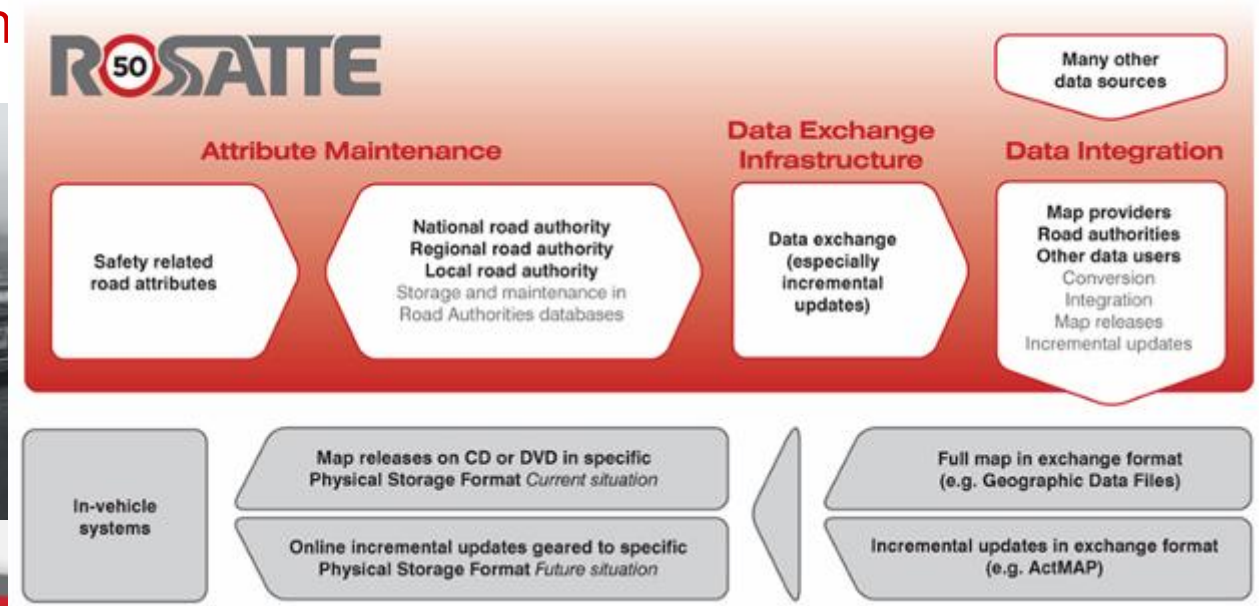 ROSATTE
50
Many other
data sources
Attribute Maintenance
Data Exchange
Infrastructure
Data Integration
Safety related
road attributes
National road authority
Regional road authority
Local road authority
Storage and maintenance in
Road Authorities databases
Data exchange
(especially
incremental
updates)
Map providers
Road authorities
Other data users
Conversion
Integration
Map releases
Incremental updates
In-vehicle
systems
Map releases on CD or DVD in specific
Physical Storage Format Current situation
Online incremental updates geared to specific
Physical Storage Format Future situation
Full map in exchange format
(e.g. Geographic Data Files)
Incremental updates in exchange format
(e.g. ActMAP)